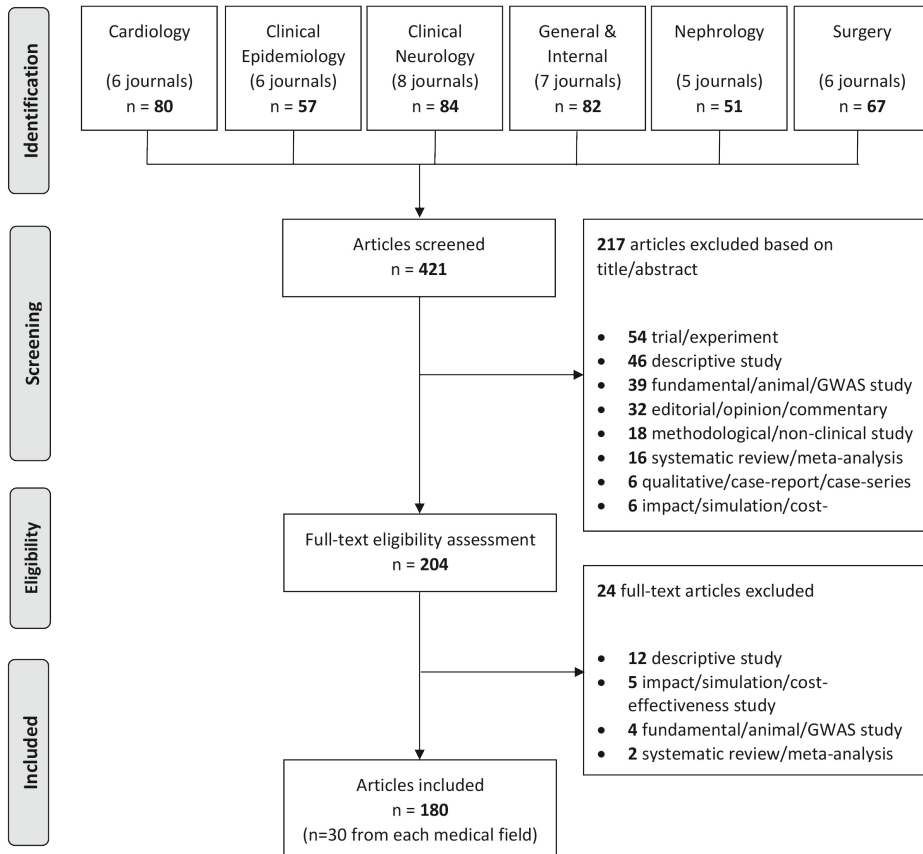 Identification
Cardiology
(6 journals)
n = 80
Clinical
Epidemiology
(6 journals)
n = 57
Clinical
Neurology
(8 journals)
n = 84
General &
Internal
(7 journals)
n = 82
Nephrology
(5 journals)
n = 51
Surgery
(6 journals)
n = 67
Screening
Articles screened
n = 421
217 articles excluded based on
title/abstract
• 54 trial/experiment
• 46 descriptive study
• 39 fundamental/animal/GWAS study
• 32 editorial/opinion/commentary
• 18 methodological/non-clinical study
• 16 systematic review/meta-analysis
• 6 qualitative/case-report/case-series
• 6 impact/simulation/cost-
Eligibility
Full-text eligibility assessment
n = 204
24 full-text articles excluded
• 12 descriptive study
• 5 impact/simulation/cost-
effectiveness study
• 4 fundamental/animal/GWAS study
• 2 systematic review/meta-analysis
Included
Articles included
n = 180
(n=30 from each medical field)